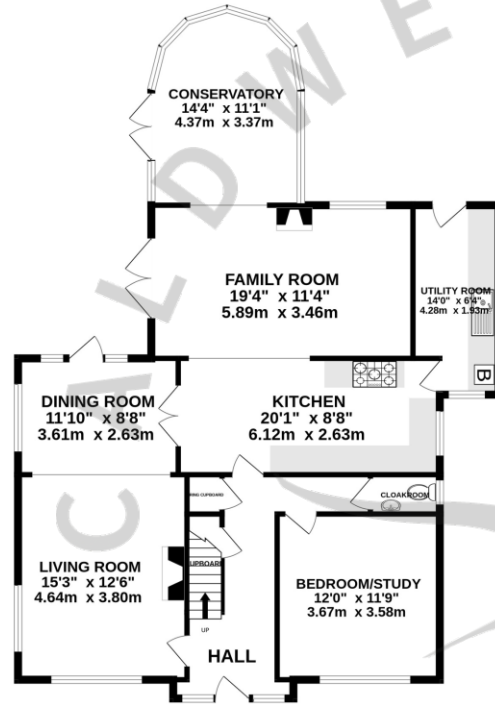 CONSERVATORY
14'4" x 11'1"
4.37m x 3.37m
FAMILY ROOM
19'4" x 11'4"
5.89m x 3.46m
UTILITY ROOM
14'0" x 6'4"
4.28m x 1.93m
B
DINING ROOM
11'10" x 8'8"
3.61m x 2.63m
KITCHEN
20'1" x 8'8"
6.12m x 2.63m
CUPBOARD
CLOAKROOM
LIVING ROOM
15'3" x 12'6"
4.64m x 3.80m
UPBOARD
BEDROOM/STUDY
12'0" x 11'9"
3.67m x 3.58m
UP
HALL
CALDWE